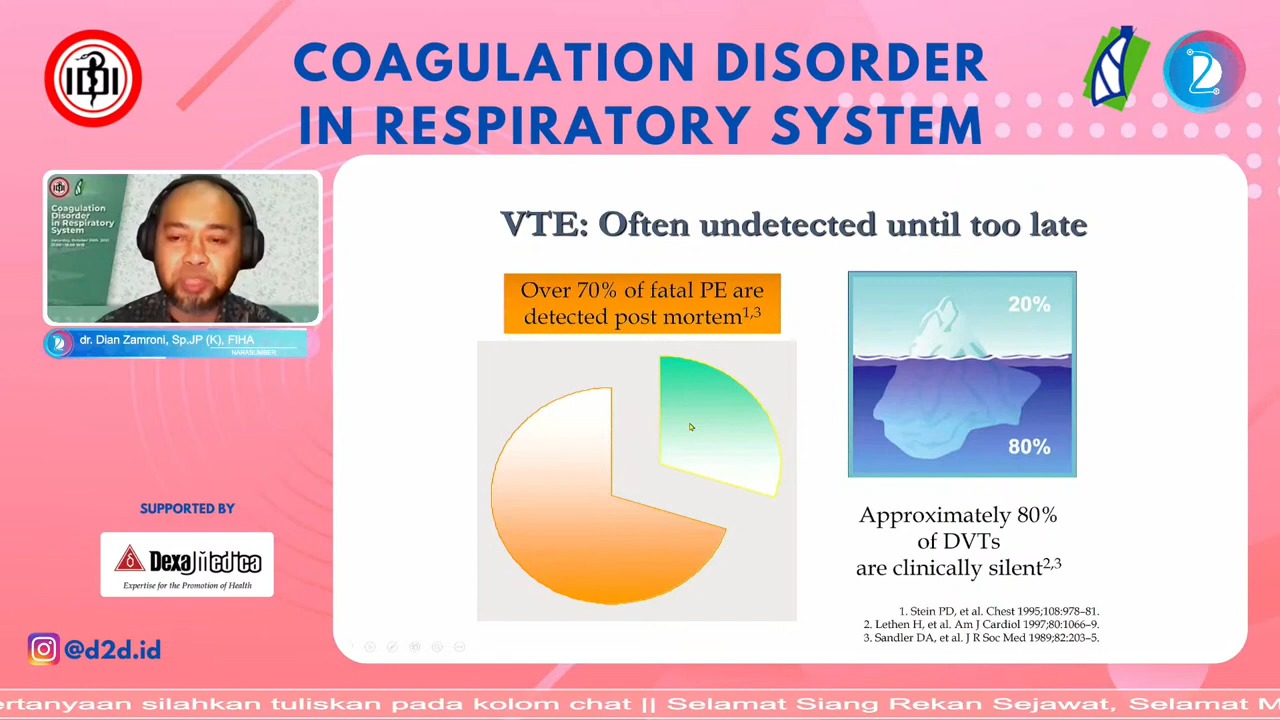 COAGULATION DISORDER
IN RESPIRATORY SYSTEM
IDI
Coagulation
Disorder
in Respiratory
System
dr. Dian Zamroni, Sp.JP (K), FIHA
NARASUMBER
SUPPORTED BY
Dexa Medica
Expertise for the Promotion of Health
@d2d.id
VTE: Often undetected until too late
Over 70% of fatal PE are
detected post mortem1,3
20%
80%
Approximately 80%
of DVTs
are clinically silent2,3
1. Stein PD, et al. Chest 1995;108:978–81.
2. Lethen H, et al. Am J Cardiol 1997;80:1066–9.
3. Sandler DA, et al. J R Soc Med 1989;82:203–5.
ertanyaan silahkan tuliskan pada kolom chat || Selamat Siang Rekan Sejawat, Selamat M